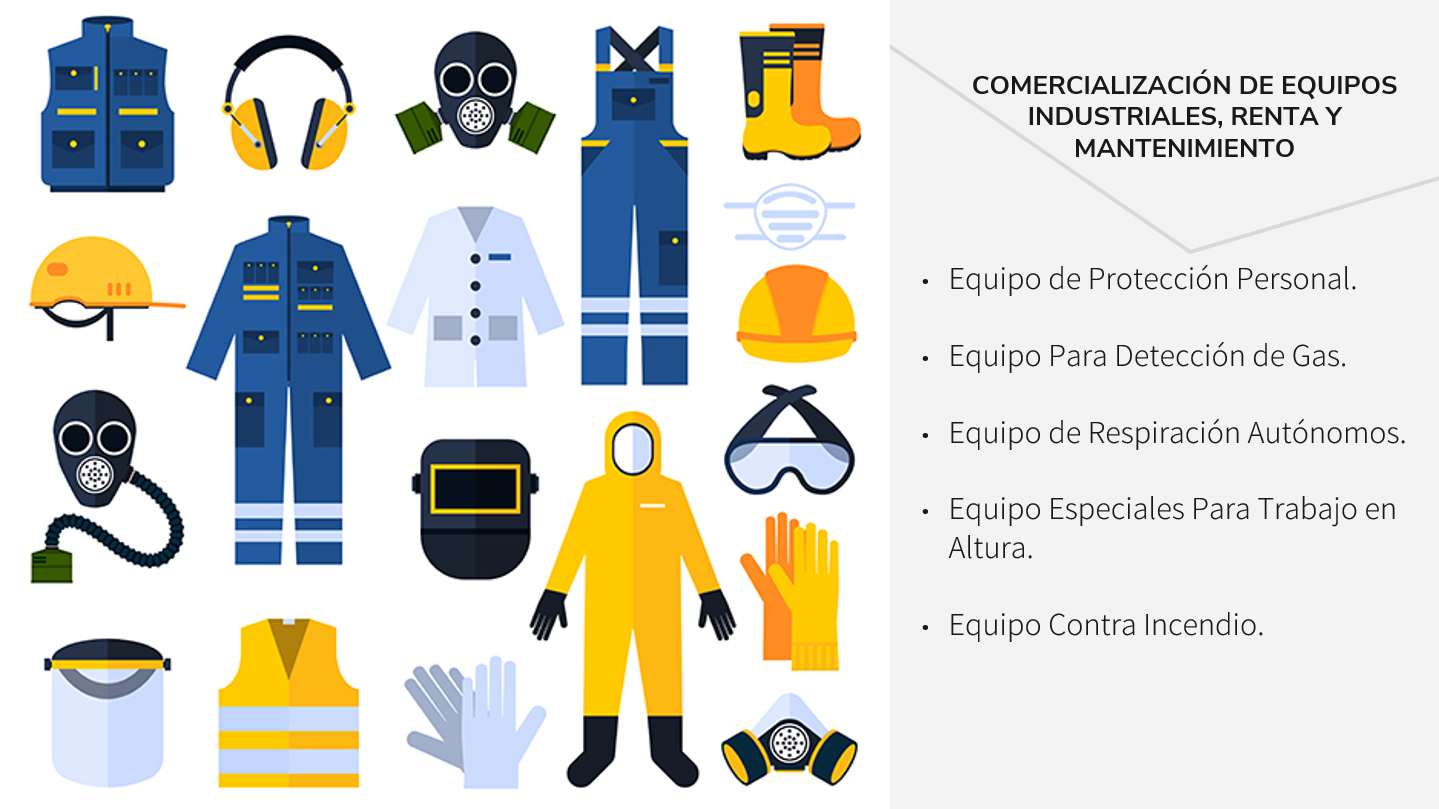 COMERCIALIZACIÓN DE EQUIPOS
INDUSTRIALES, RENTA Y
MANTENIMIENTO
• Equipo de Protección Personal.
• Equipo Para Detección de Gas.
• Equipo de Respiración Autónomos.
• Equipo Especiales Para Trabajo en
Altura.
• Equipo Contra Incendio.